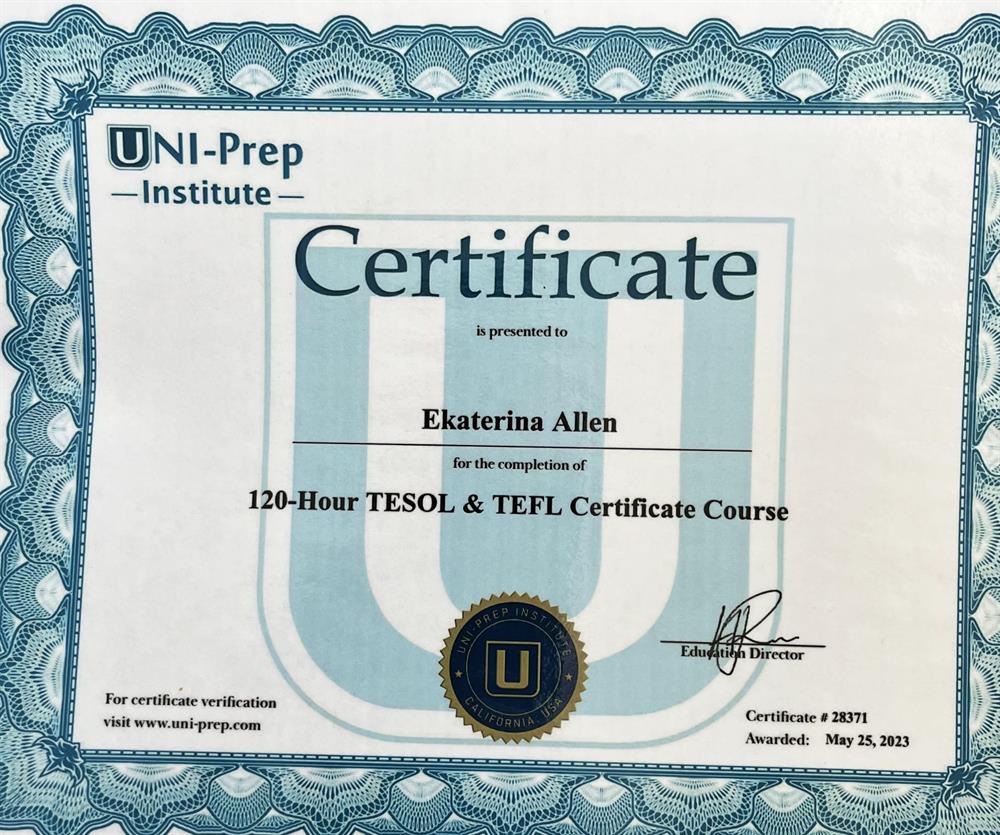 UNI-Prep
Institute
Certificate
is presented to
Ekaterina Allen
for the completion of
120-Hour TESOL & TEFL Certificate Course
UNI-PREP INSTITUTE
U
CALIFORNIA, USA
Education Director
For certificate verification
visit www.uni-prep.com
Certificate # 28371
Awarded: May 25, 2023